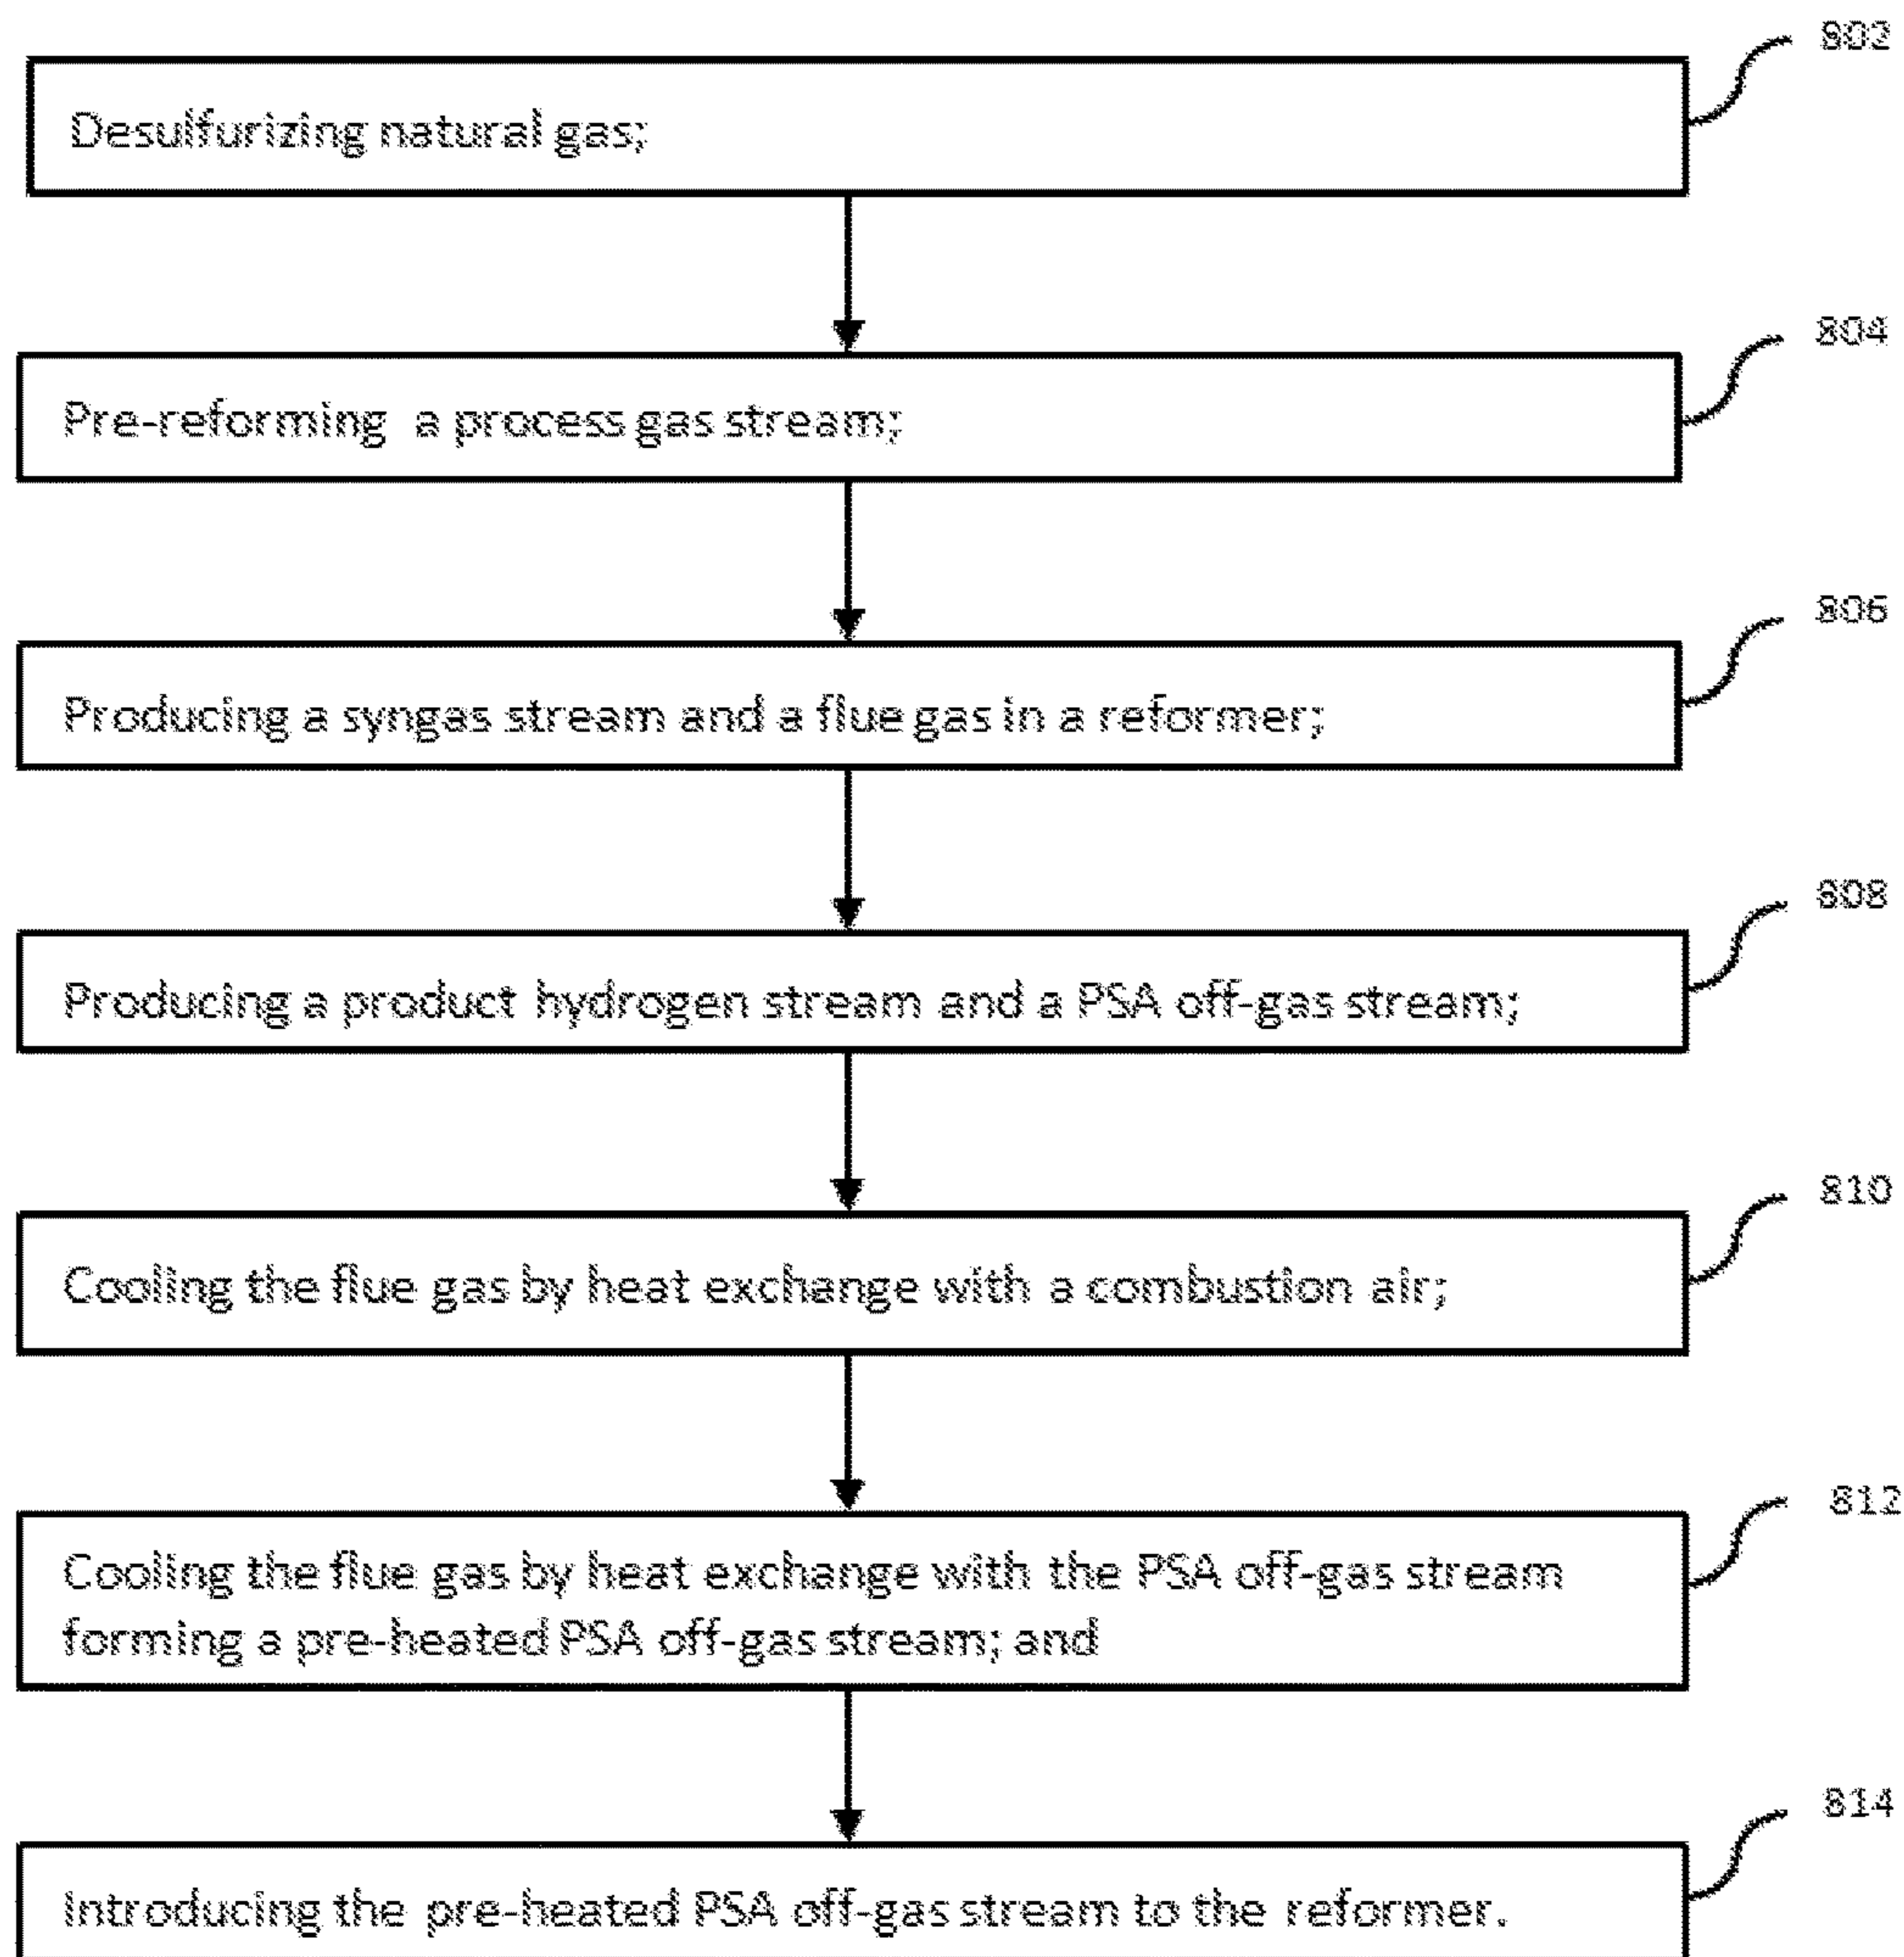 802
Desulfurizing natural gas;
804
Pre-reforming a process gas stream;
806
Producing a syngas stream and a flue gas in a reformer;
808
Producing a product hydrogen stream and a PSA off-gas stream;
810
Cooling the flue gas by heat exchange with a combustion air;
812
Cooling the flue gas by heat exchange with the PSA off-gas stream
forming a pre-heated PSA off-gas stream; and
814
Introducing the pre-heated PSA off-gas stream to the reformer.